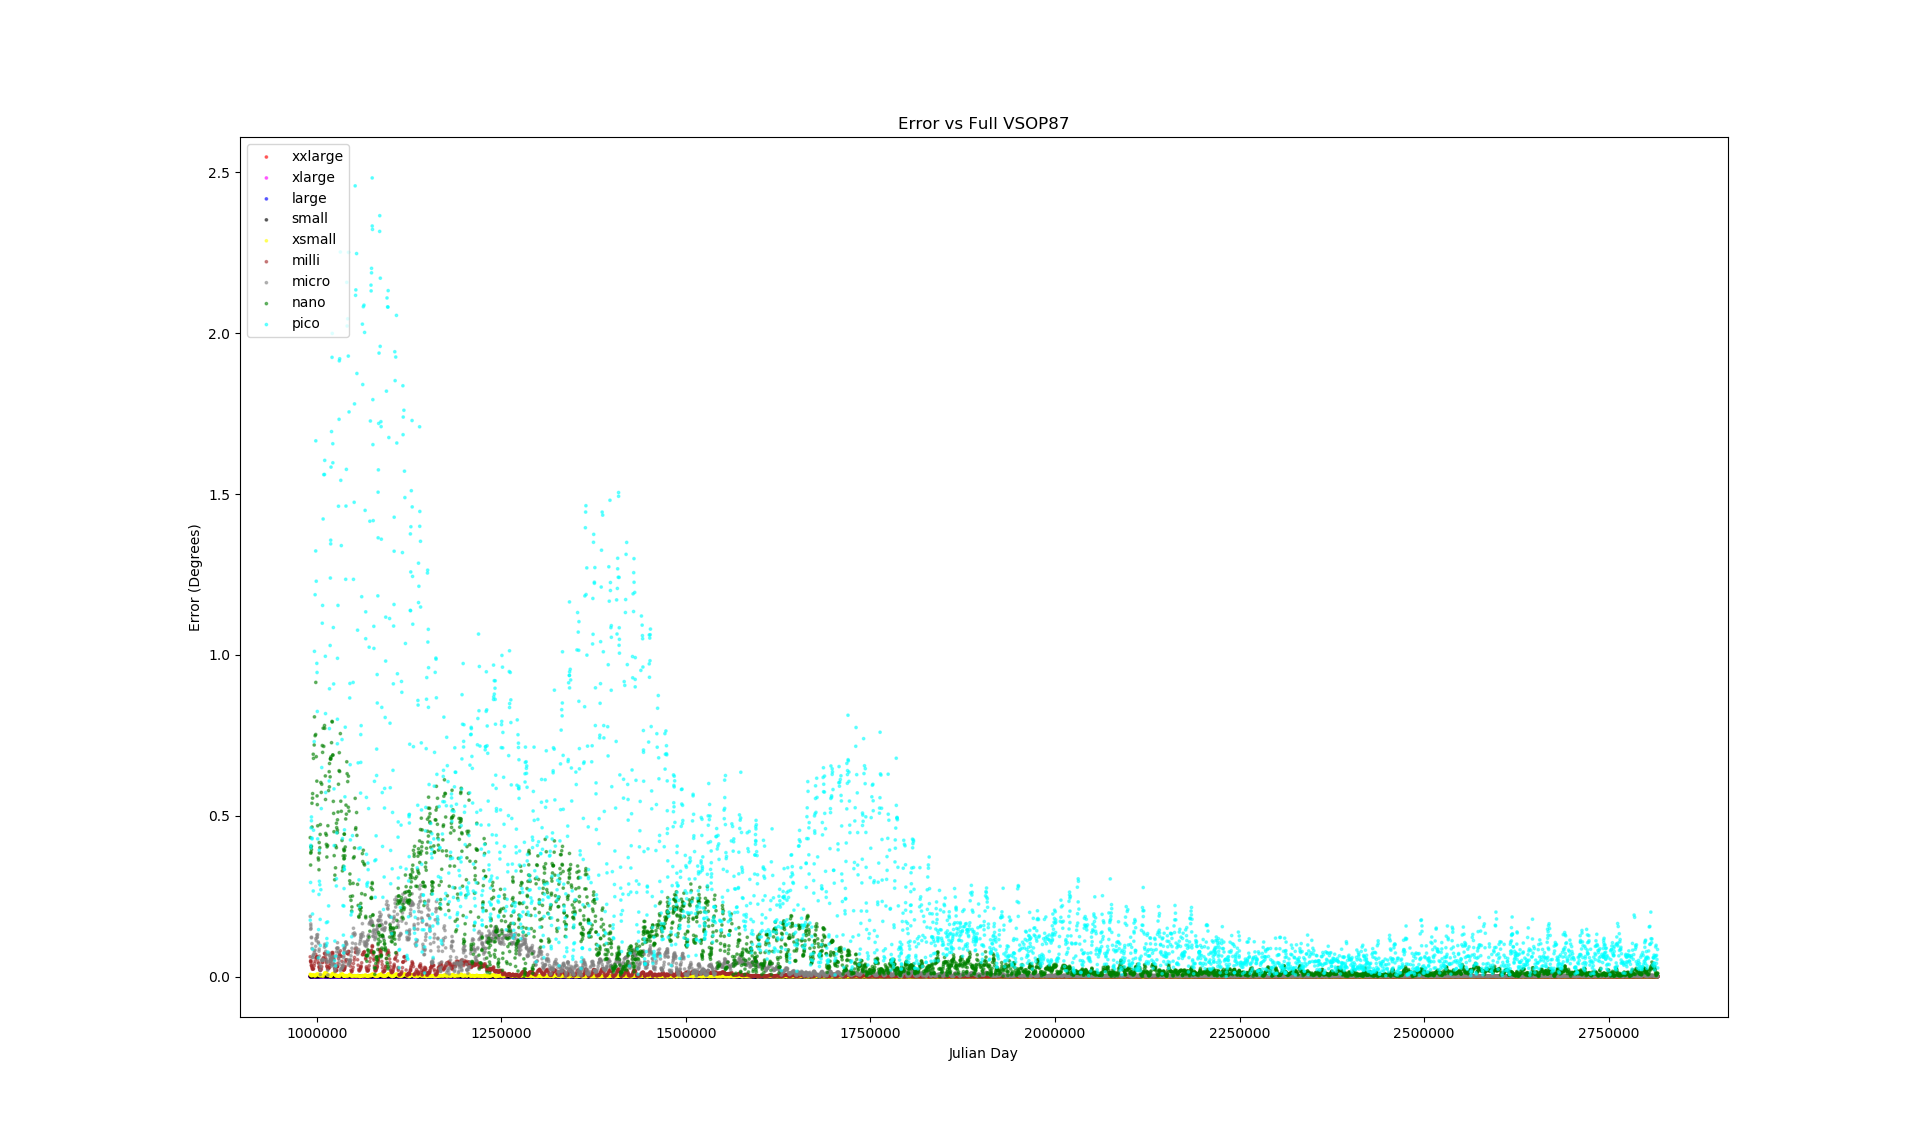 Error vs Full VSOP87
xxlarge
xlarge
large
small
xsmall
milli
micro
nano
pico
2.5
2.0
1.5
1.0
0.5
0.0
Error (Degrees)
1000000 1250000 1500000 1750000 2000000 2250000 2500000 2750000
Julian Day